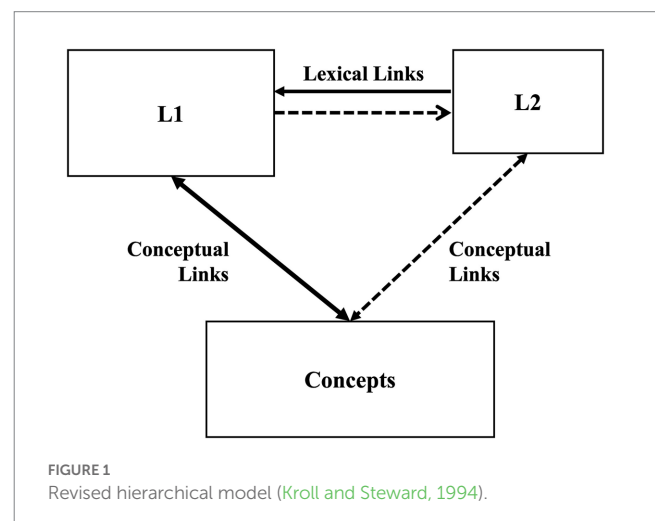 Lexical Links
L1
L2
Conceptual
Links
Conceptual
Links
Concepts
FIGURE 1
Revised hierarchical model (Kroll and Steward, 1994).